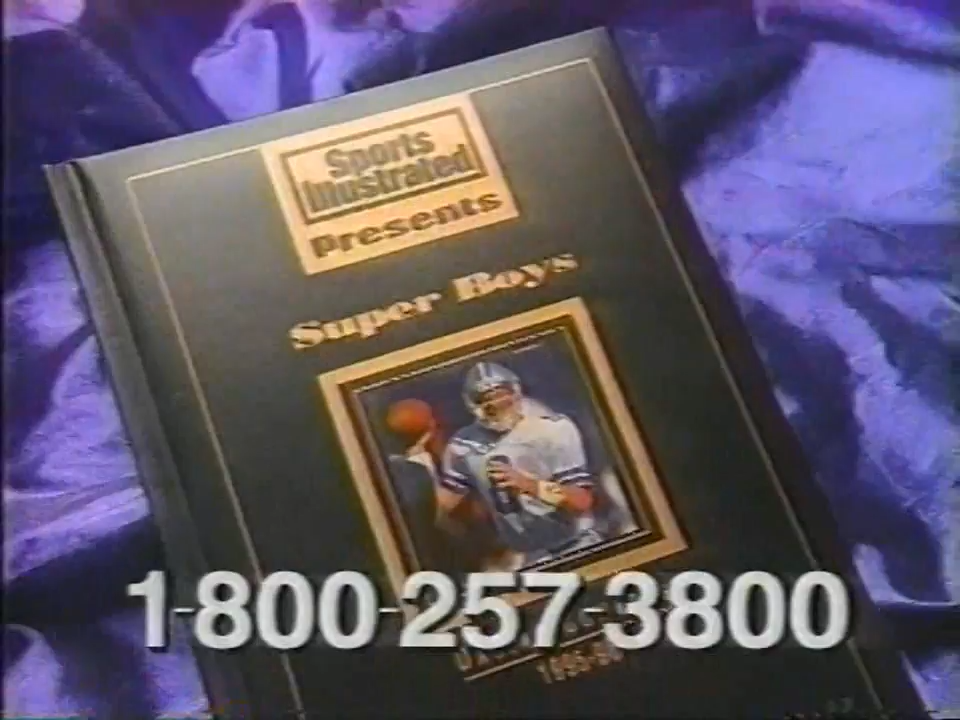 Sports
Illustrated
Presents
Super Boys
1-800-257-3800